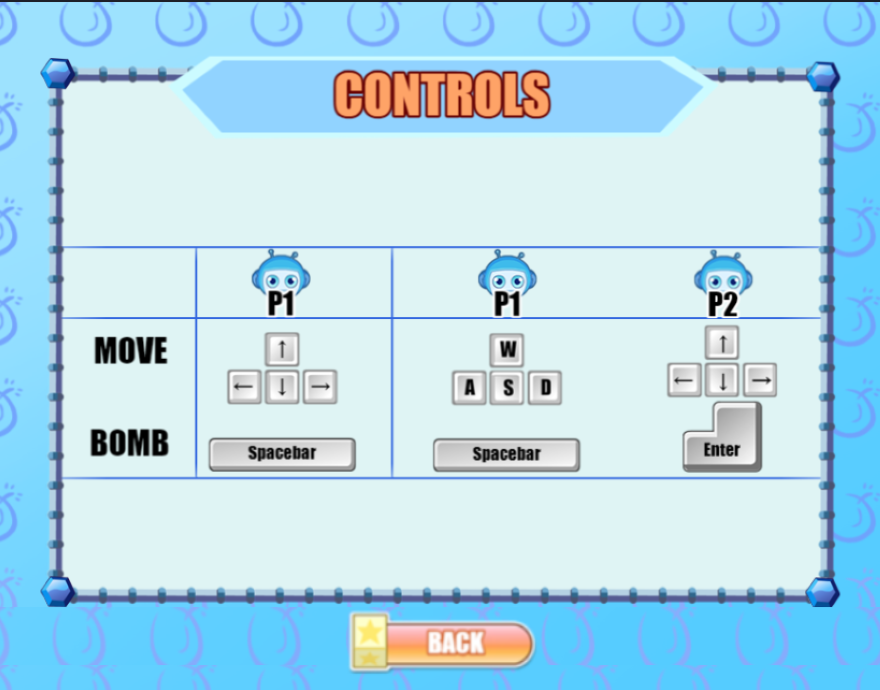 CONTROLS
P1 P1 P2
MOVE ↑ W ↑
← ↓ → A S D ← ↓ →
BOMB Spacebar Spacebar Enter
BACK